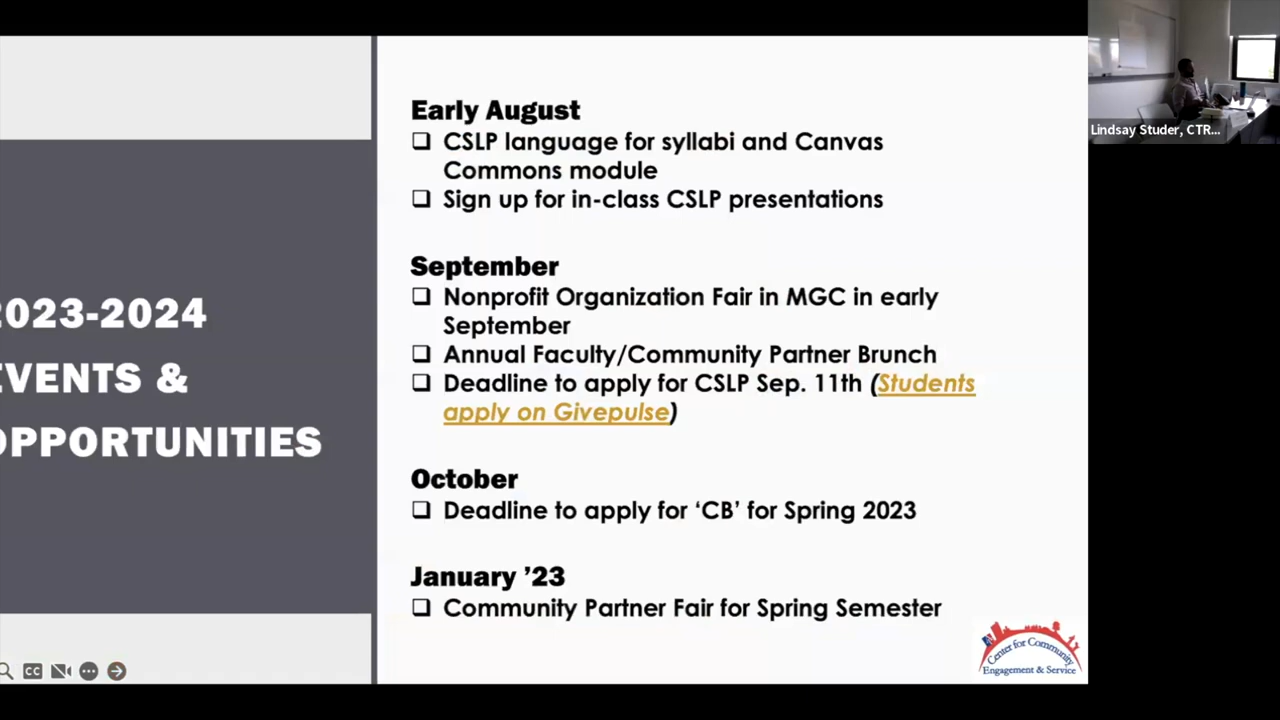 2023-2024
EVENTS &
OPPORTUNITIES
Early August
CSLP language for syllabi and Canvas
Commons module
Sign up for in-class CSLP presentations
September
Nonprofit Organization Fair in MGC in early
September
Annual Faculty/Community Partner Brunch
Deadline to apply for CSLP Sep. 11th (Students
apply on Givepulse)
October
Deadline to apply for ‘CB’ for Spring 2023
January ’23
Community Partner Fair for Spring Semester
Center for Community
Engagement & Service
CC
Lindsay Studer, CTR...